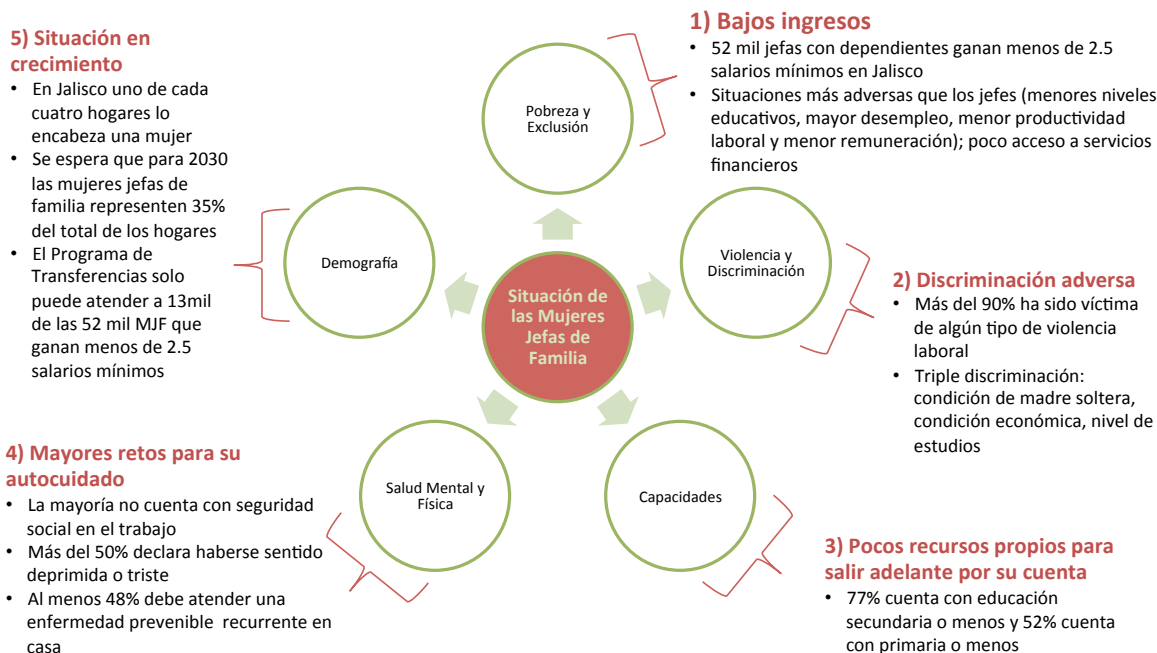 5) Situación en
crecimiento
• En Jalisco uno de cada
cuatro hogares lo
encabeza una mujer
• Se espera que para 2030
las mujeres jefas de
familia representen 35%
del total de los hogares
• El Programa de
Transferencias solo
puede atender a 13mil
de las 52 mil MJF que
ganan menos de 2.5
salarios mínimos
Pobreza y
Exclusión
1) Bajos ingresos
• 52 mil jefas con dependientes ganan menos de 2.5
salarios mínimos en Jalisco
• Situaciones más adversas que los jefes (menores niveles
educativos, mayor desempleo, menor productividad
laboral y menor remuneración); poco acceso a servicios
financieros
Demografía
Situación de
las Mujeres
Jefas de
Familia
Violencia y
Discriminación
2) Discriminación adversa
• Más del 90% ha sido víctima
de algún tipo de violencia
laboral
• Triple discriminación:
condición de madre soltera,
condición económica, nivel de
estudios
4) Mayores retos para su
autocuidado
• La mayoría no cuenta con seguridad
social en el trabajo
• Más del 50% declara haberse sentido
deprimida o triste
• Al menos 48% debe atender una
enfermedad prevenible recurrente en
casa
Salud Mental y
Física
Capacidades
3) Pocos recursos propios para
salir adelante por su cuenta
• 77% cuenta con educación
secundaria o menos y 52% cuenta
con primaria o menos